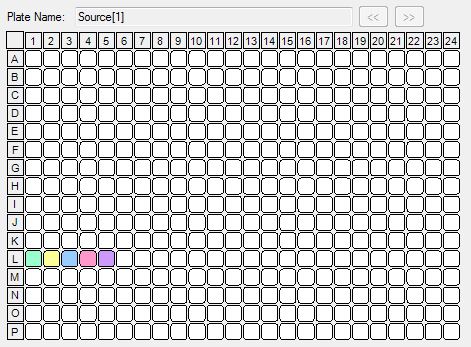 Plate Name: Source[1] << >>
1 2 3 4 5 6 7 8 9 10 11 12 13 14 15 16 17 18 19 20 21 22 23 24
A
B
C
D
E
F
G
H
I
J
K
L
M
N
O
P